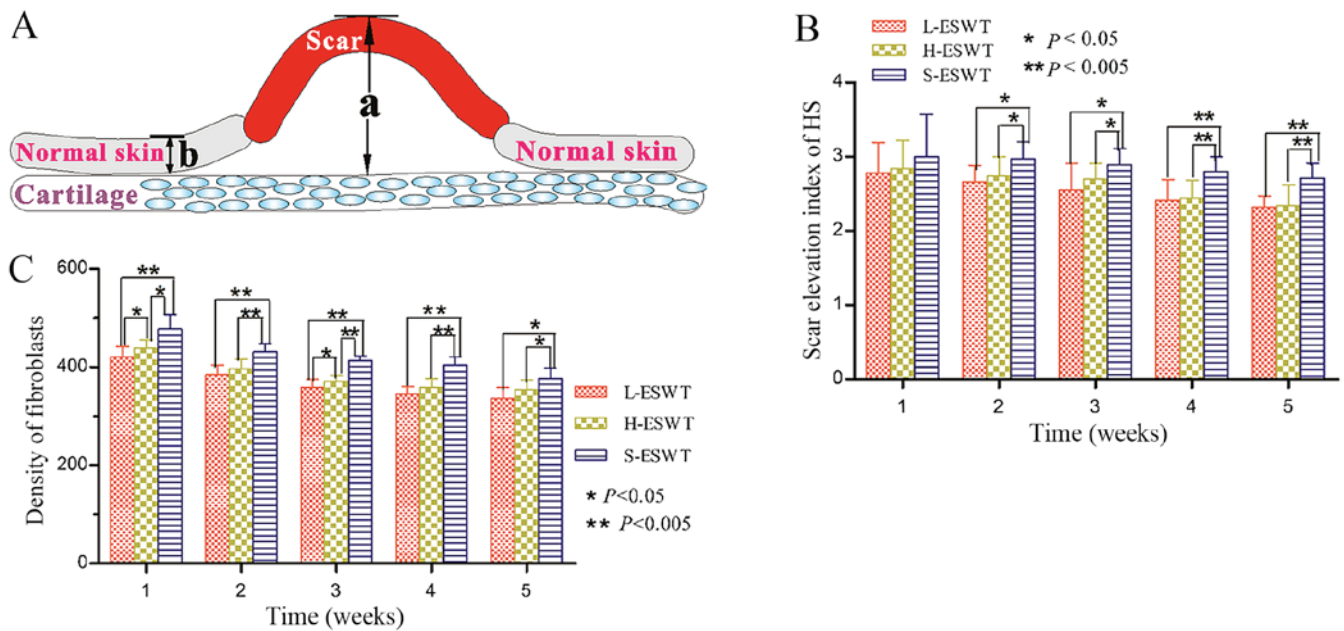 A
Scar
a
Normal skin
b
Normal skin
Cartilage
B
L-ESWT
H-ESWT
S-ESWT
* P< 0.05
** P< 0.005
Scar elevation index of HS
4
3
2
1
0
* * * * ** ** ** **
1 2 3 4 5
Time (weeks)
C
Density of fibroblasts
600
400
200
0
** * * ** ** ** * ** ** ** * *
1 2 3 4 5
Time (weeks)
L-ESWT
H-ESWT
S-ESWT
* P<0.05
** P<0.005